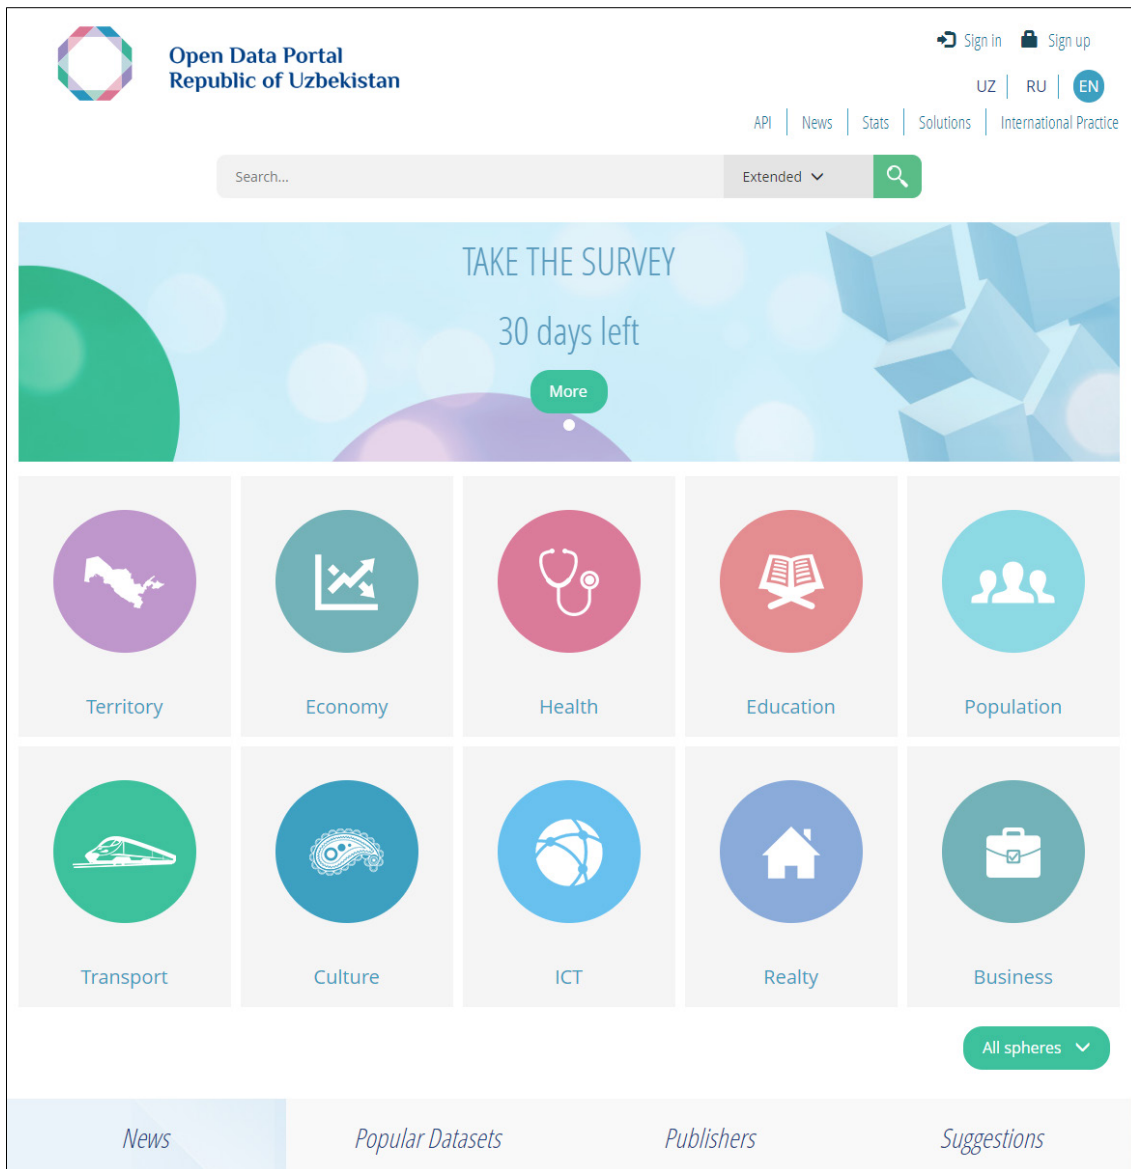 Open Data Portal
Republic of Uzbekistan
Sign in Sign up
UZ RU EN
API News Stats Solutions International Practice
Search... Extended
TAKE THE SURVEY
30 days left
More
Territory Economy Health Education Population
Transport Culture ICT Realty Business
All spheres
News Popular Datasets Publishers Suggestions